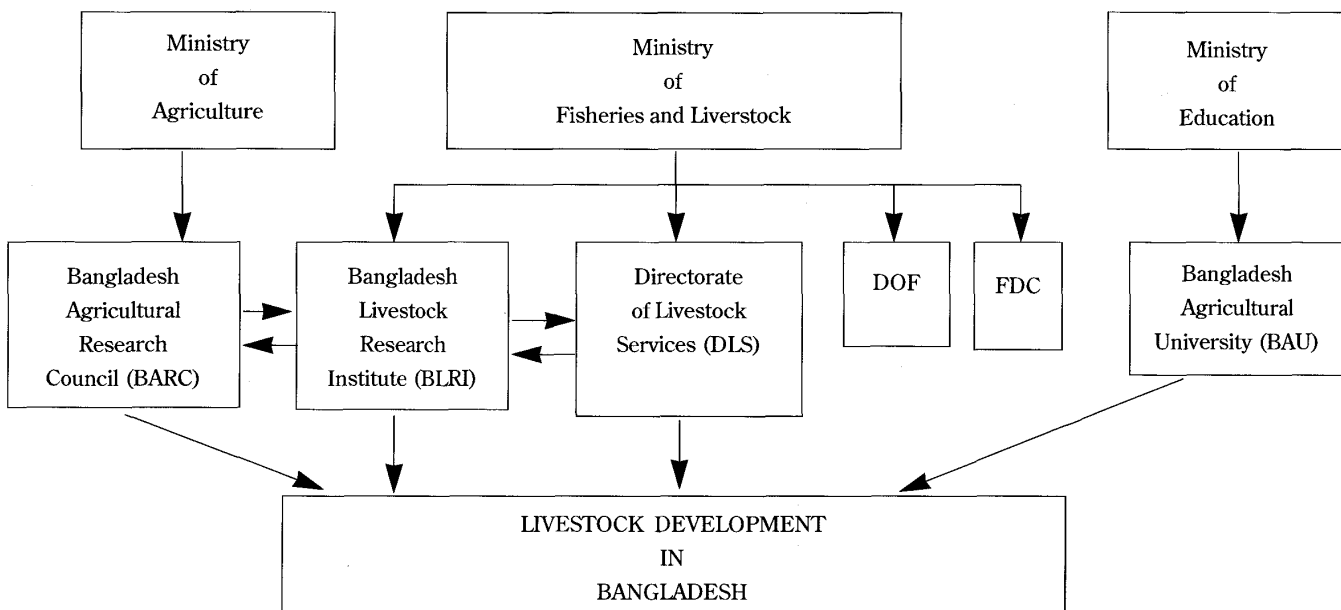 Ministry
of
Agriculture
Ministry
of
Fisheries and Liverstock
Ministry
of
Education
Bangladesh
Agricultural
Research
Council (BARC)
Bangladesh
Livestock
Research
Institute (BLRI)
Directorate
of Livestock
Services (DLS)
DOF
FDC
Bangladesh
Agricultural
University (BAU)
LIVESTOCK DEVELOPMENT
IN
BANGLADESH